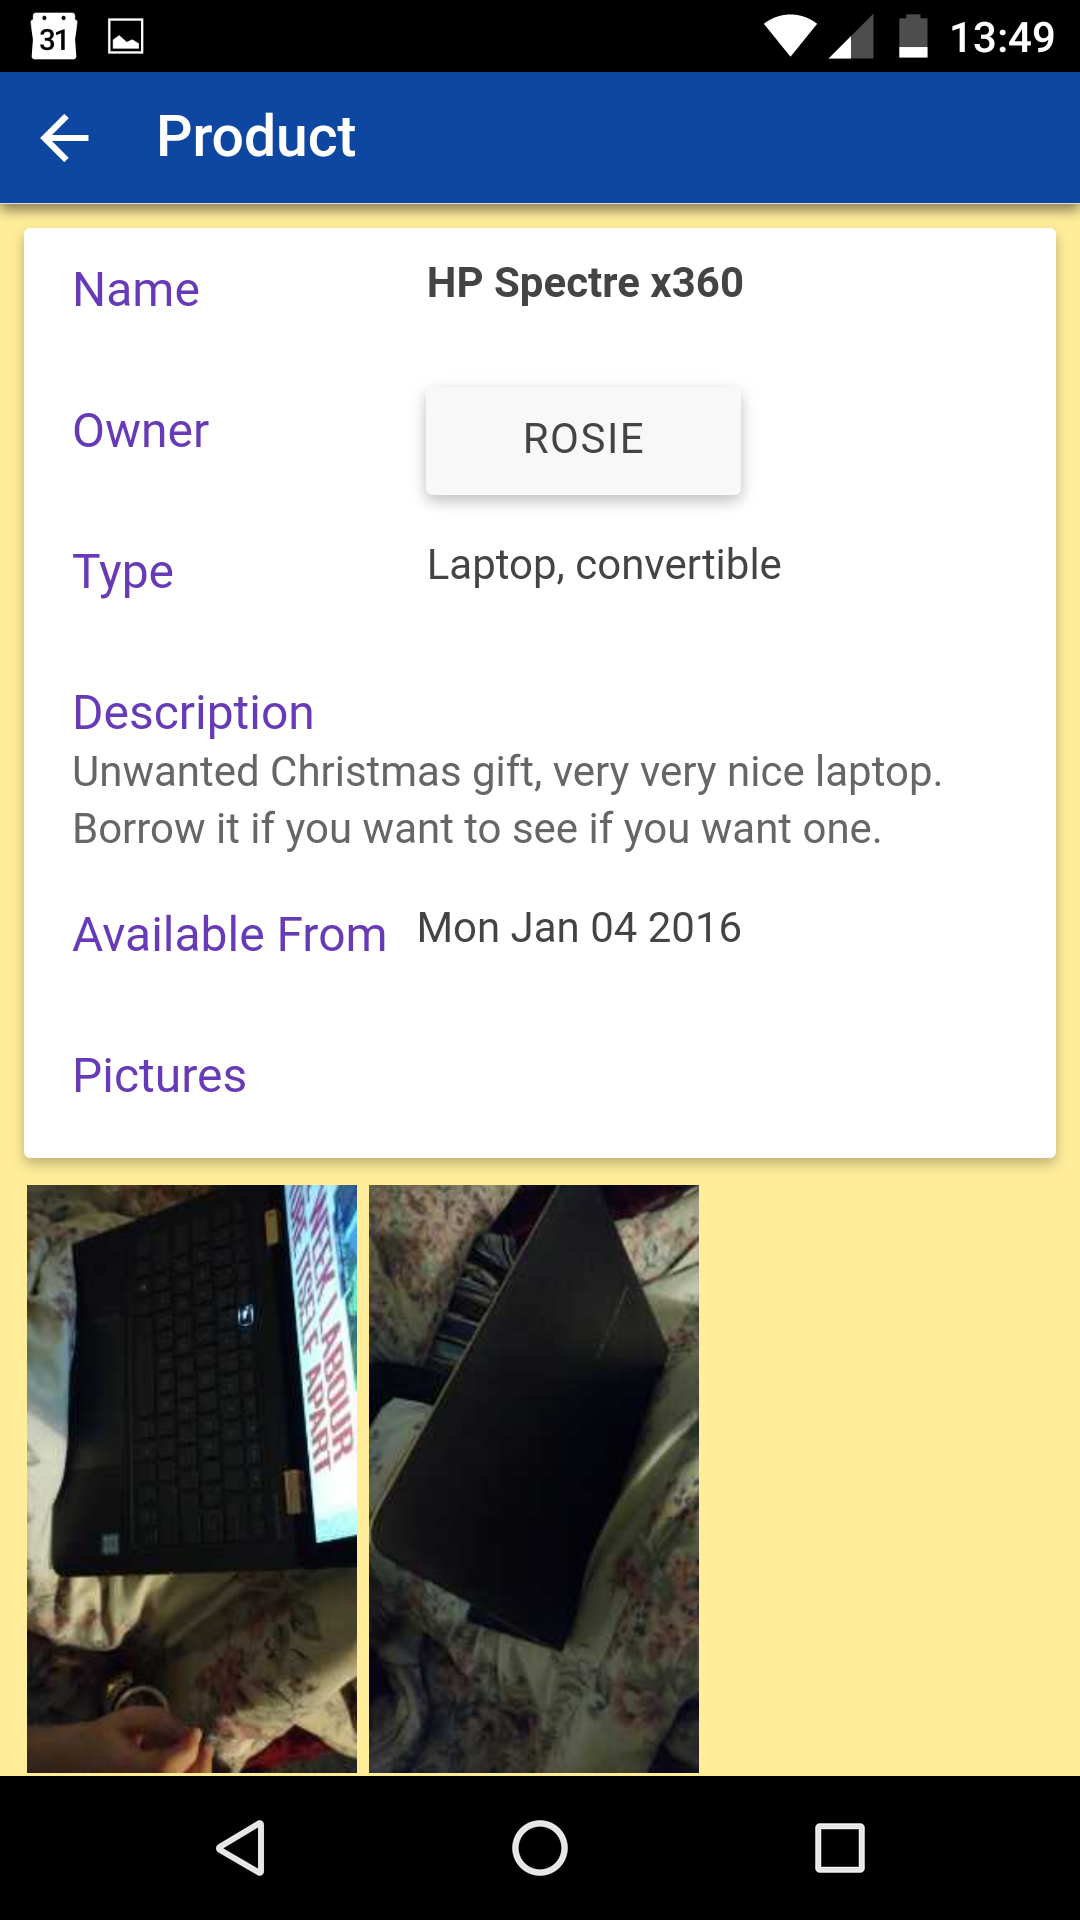 31 13:49
Product
Name HP Spectre x360
Owner ROSIE
Type Laptop, convertible
Description
Unwanted Christmas gift, very very nice laptop.
Borrow it if you want to see if you want one.
Available From Mon Jan 04 2016
Pictures
WEEK LABOUR
ITSELF APART